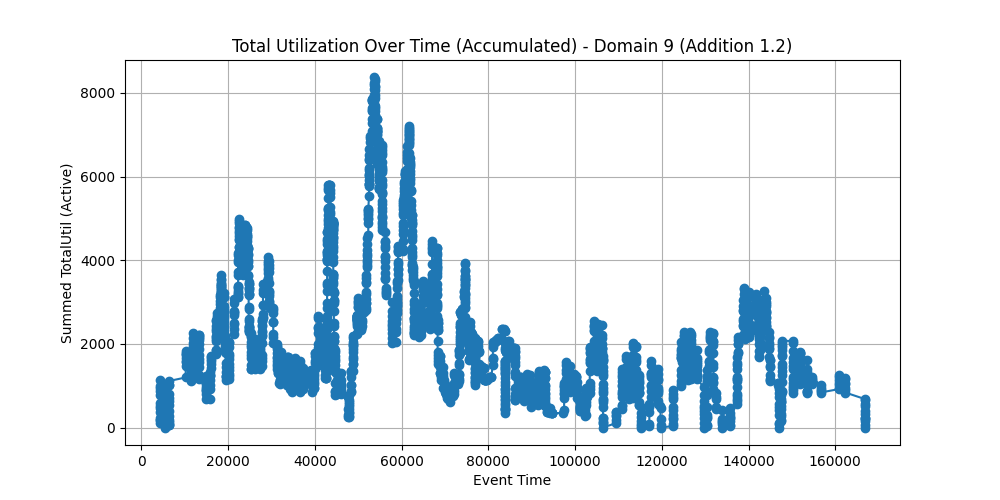 Total Utilization Over Time (Accumulated) - Domain 9 (Addition 1.2)
Summed TotalUtil (Active)
8000
6000
4000
2000
0
0 20000 40000 60000 80000 100000 120000 140000 160000
Event Time